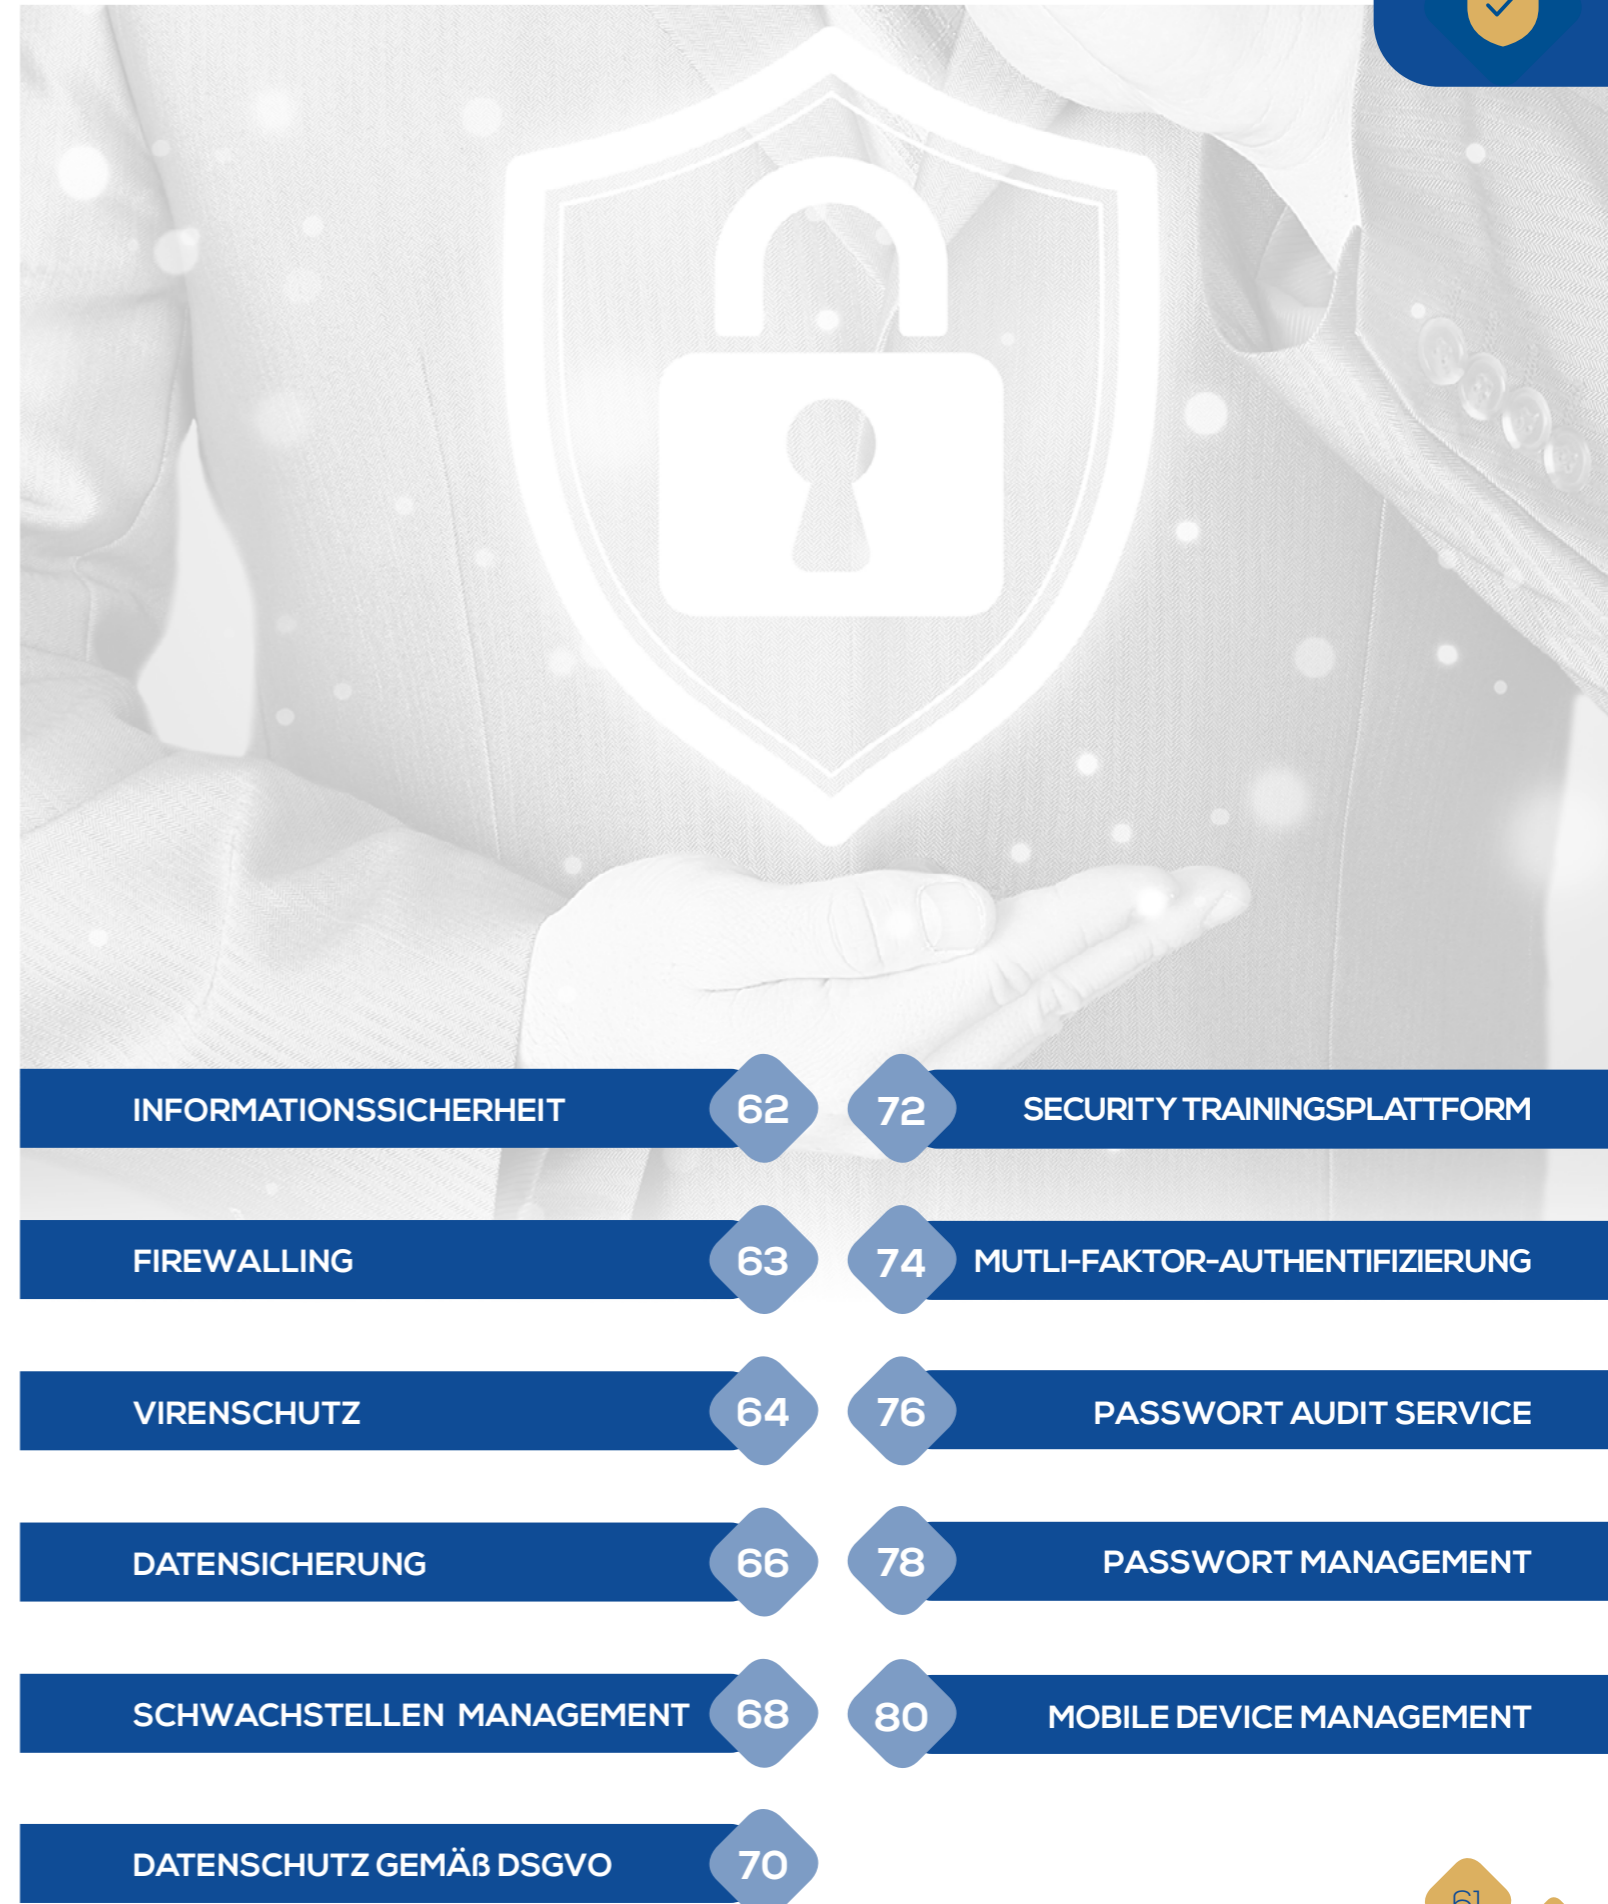 INFORMATIONSSICHERHEIT 62
72 SECURITY TRAININGSPLATTFORM
FIREWALLING 63
74 MUTLI-FAKTOR-AUTHENTIFIZIERUNG
VIRENSCHUTZ 64
76 PASSWORT AUDIT SERVICE
DATENSICHERUNG 66
78 PASSWORT MANAGEMENT
SCHWACHSTELLEN MANAGEMENT 68
80 MOBILE DEVICE MANAGEMENT
DATENSCHUTZ GEMÄß DSGVO 70
61